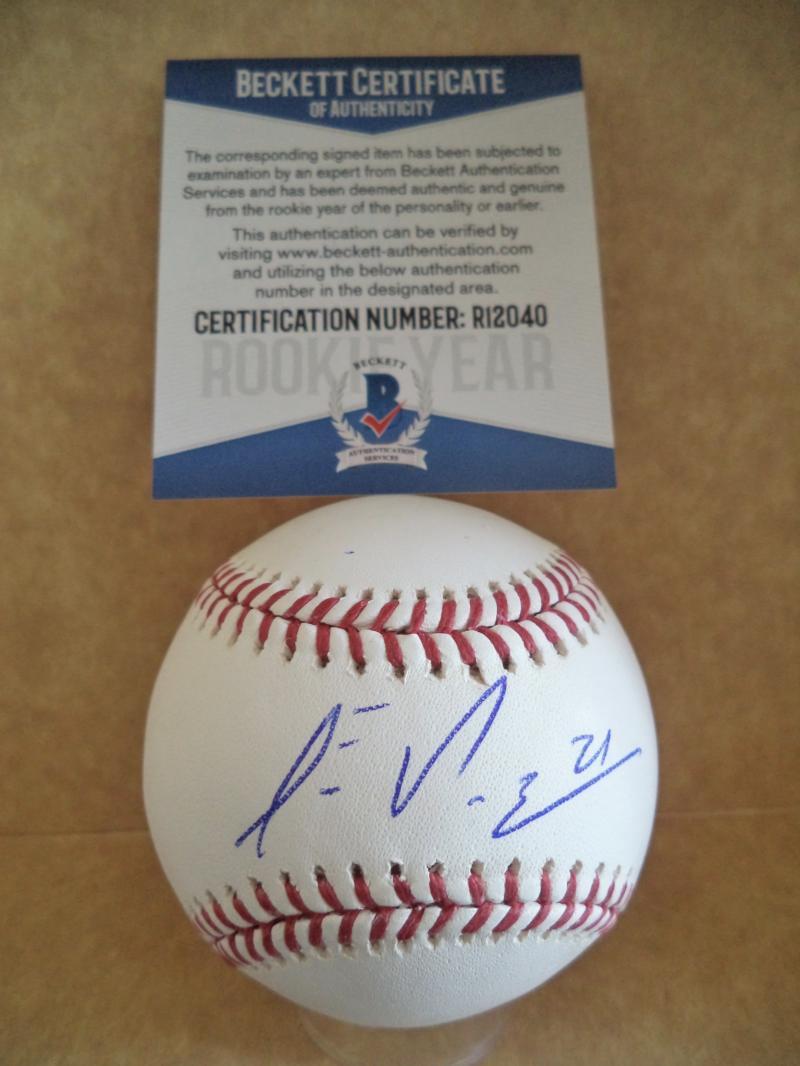 BECKETT CERTIFICATE
OF AUTHENTICITY
The corresponding signed item has been subjected to
examination by an expert from Beckett Authentication
Services and has been deemed authentic and genuine
from the rookie year of the personality or earlier.
This authentication can be verified by
visiting www.beckett-authentication.com
and utilizing the below authentication
number in the designated area.
CERTIFICATION NUMBER: RI2040
ROOKIE YEAR
BECKETT
B
AUTHENTICATION
SERVICES
21